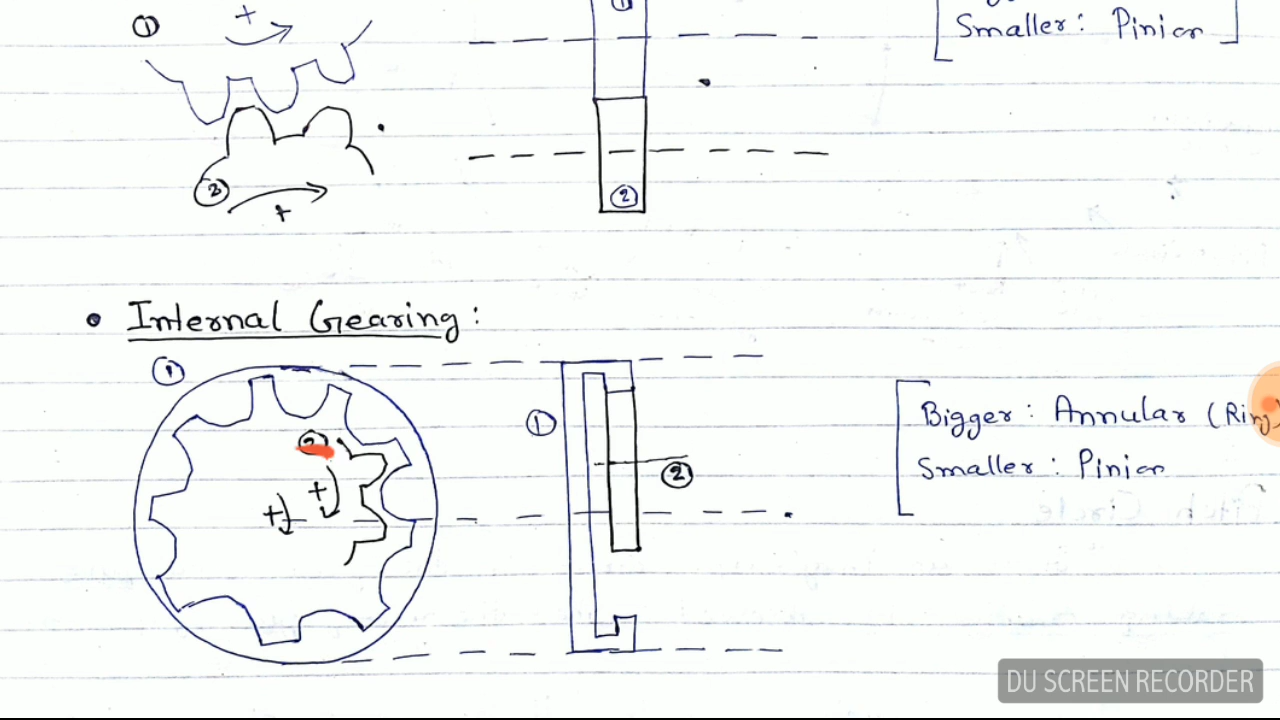 ①
+
①
Smaller: Pinion
②
+
②
• Internal Gearing:
①
②
+
+
①
②
Bigger: Annular (Ring)
Smaller: Pinion
DU SCREEN RECORDER